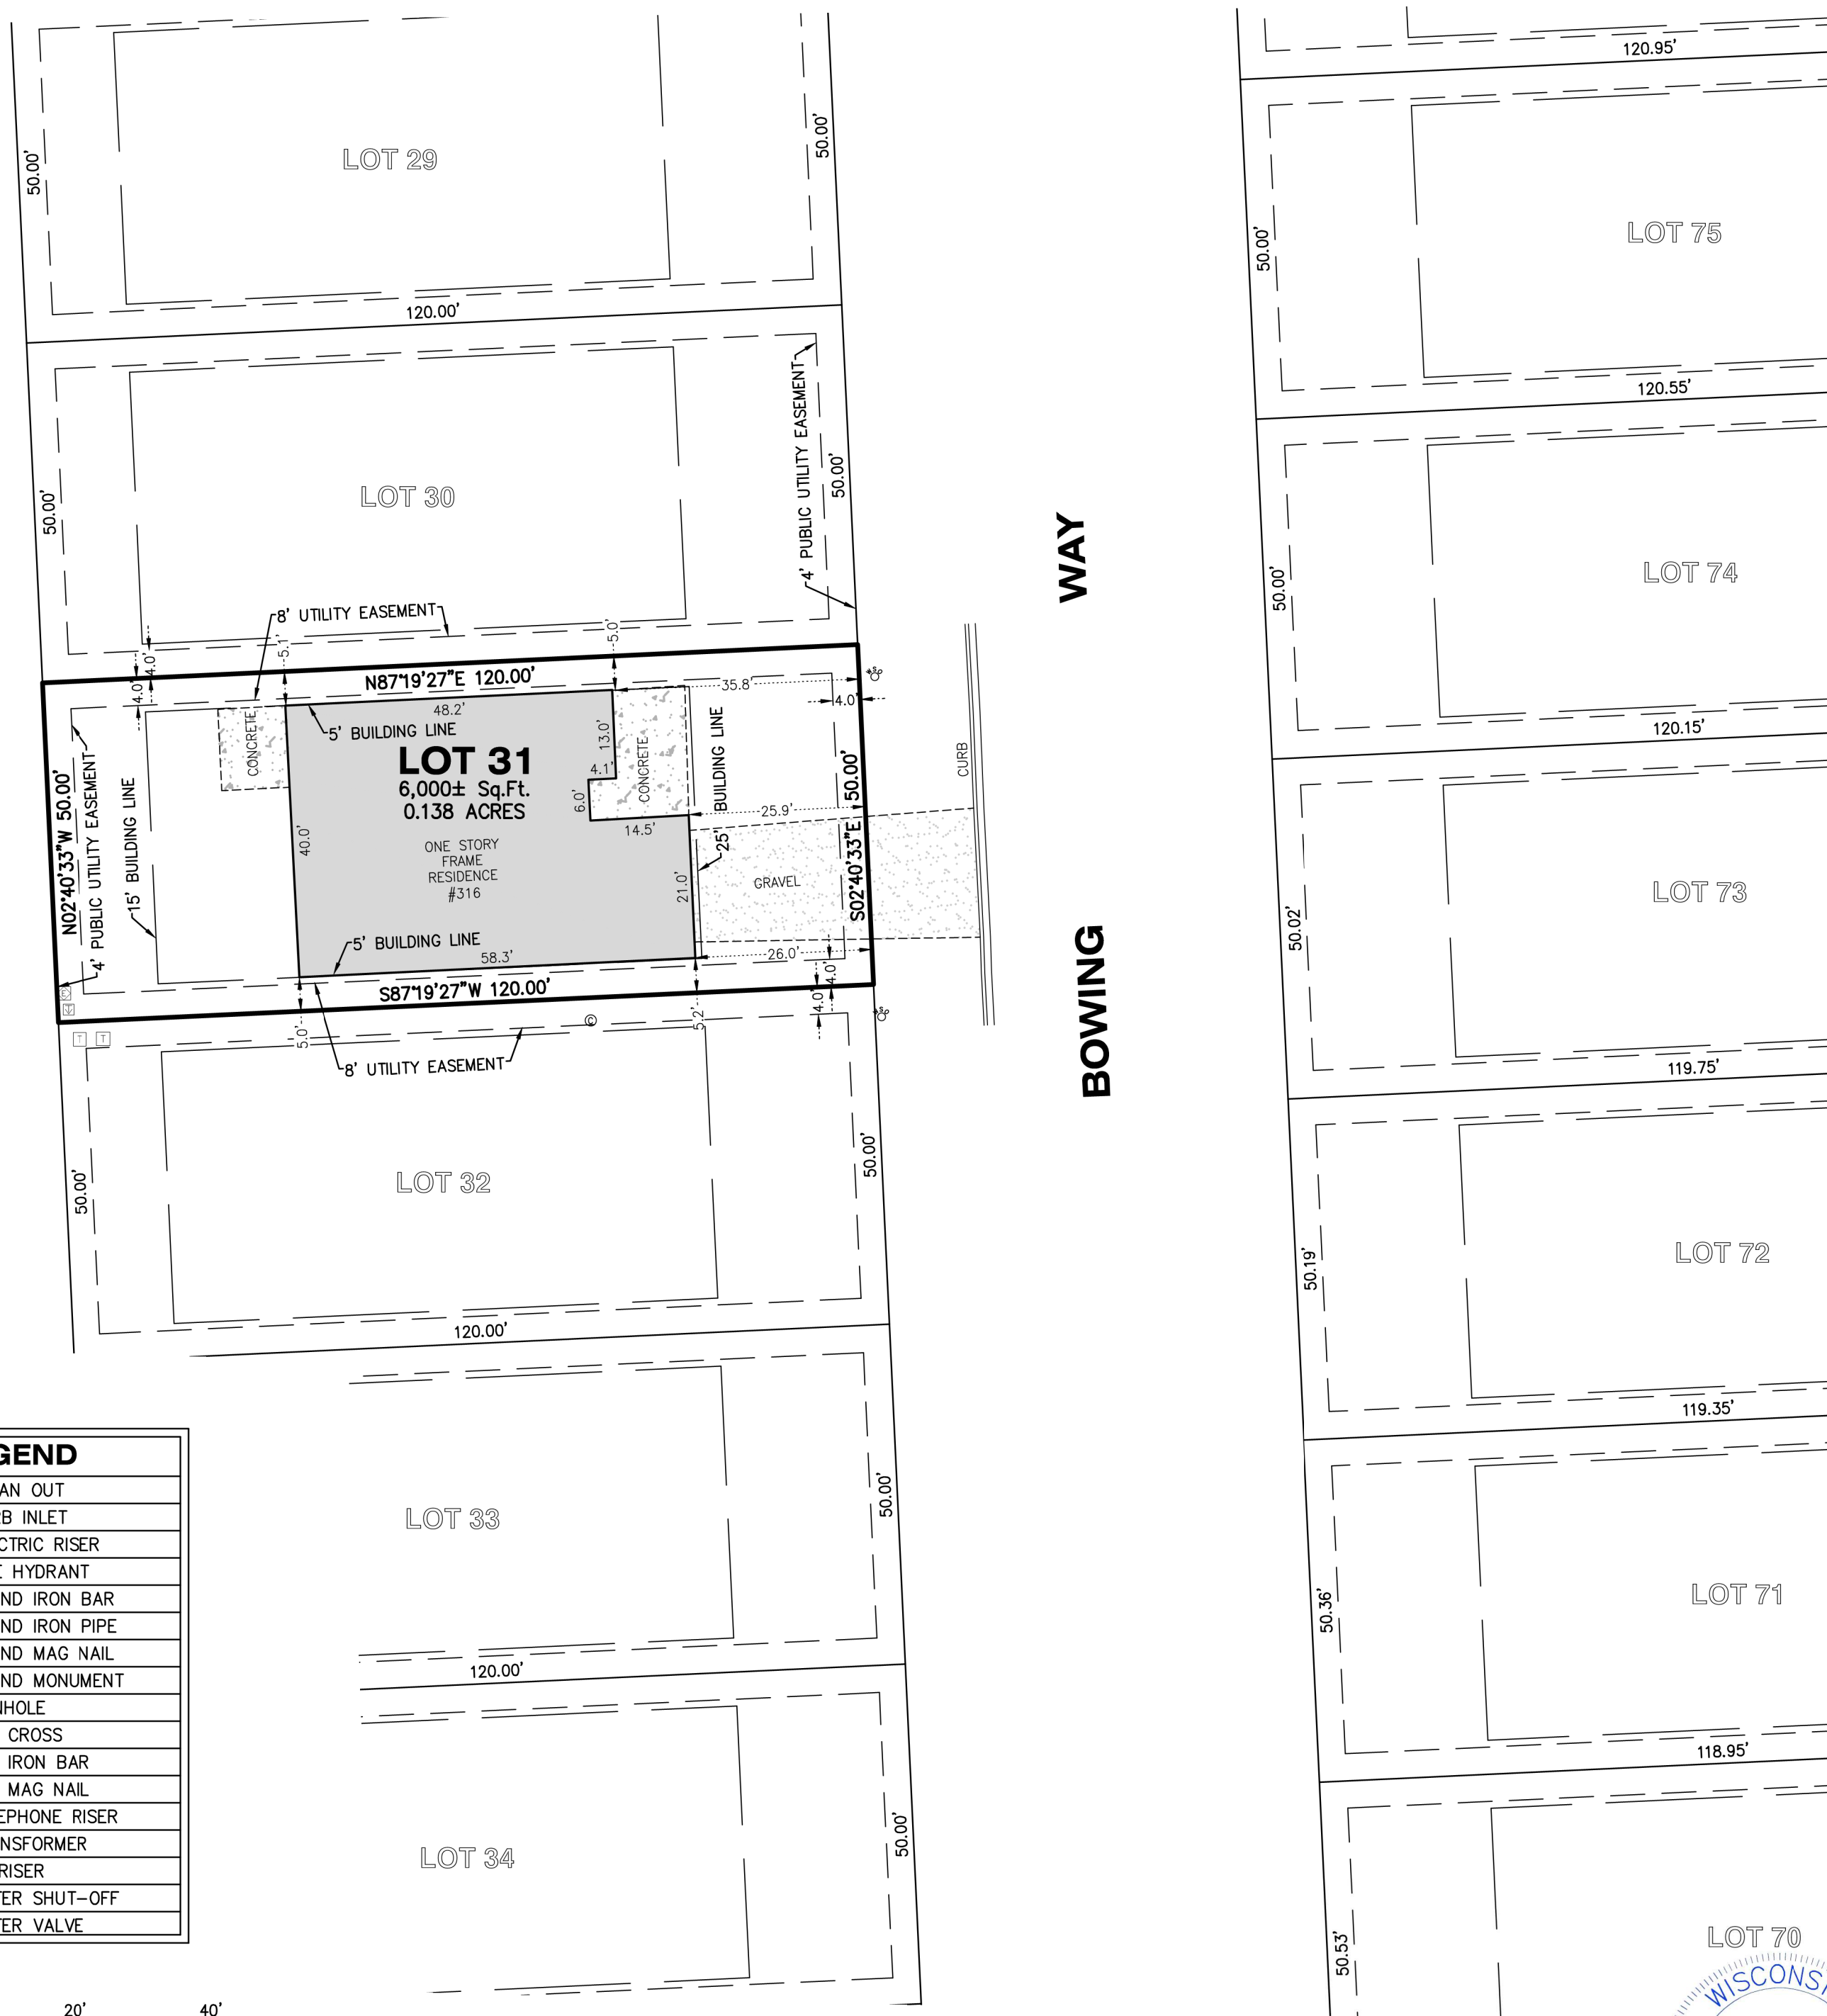 50.00'
LOT 29
50.00'
120.00'
50.00'
LOT 30
4' PUBLIC UTILITY EASEMENT
50.00'
8' UTILITY EASEMENT
4.0'
4.0'
5.1'
5.0'
N87°19'27"E 120.00'
35.8'
4.0'
48.2'
5' BUILDING LINE
CONCRETE
LOT 31
6,000± Sq.Ft.
0.138 ACRES
ONE STORY
FRAME
RESIDENCE
#316
13.0'
4.1'
6.0'
14.5'
CONCRETE
25' BUILDING LINE
25.9'
N02°40'33"W 50.00'
4' PUBLIC UTILITY EASEMENT
15' BUILDING LINE
40.0'
21.0'
GRAVEL
S02°40'33"E 50.00'
CURB
5' BUILDING LINE
58.3'
26.0'
S87°19'27"W 120.00'
4.0'
4.0'
5.0'
5.2'
T T
C
8' UTILITY EASEMENT
50.00'
LOT 32
50.00'
120.00'
LOT 33
50.00'
120.00'
LOT 34
50.00'
BOWING WAY
120.95'
50.00'
LOT 75
120.55'
50.00'
LOT 74
120.15'
50.02'
LOT 73
119.75'
50.19'
LOT 72
119.35'
50.36'
LOT 71
118.95'
50.53'
LOT 70
WISCONS
GEND
AN OUT
B INLET
CTRIC RISER
E HYDRANT
ND IRON BAR
ND IRON PIPE
ND MAG NAIL
ND MONUMENT
NHOLE
CROSS
IRON BAR
MAG NAIL
EPHONE RISER
NSFORMER
RISER
TER SHUT-OFF
TER VALVE
20' 40'